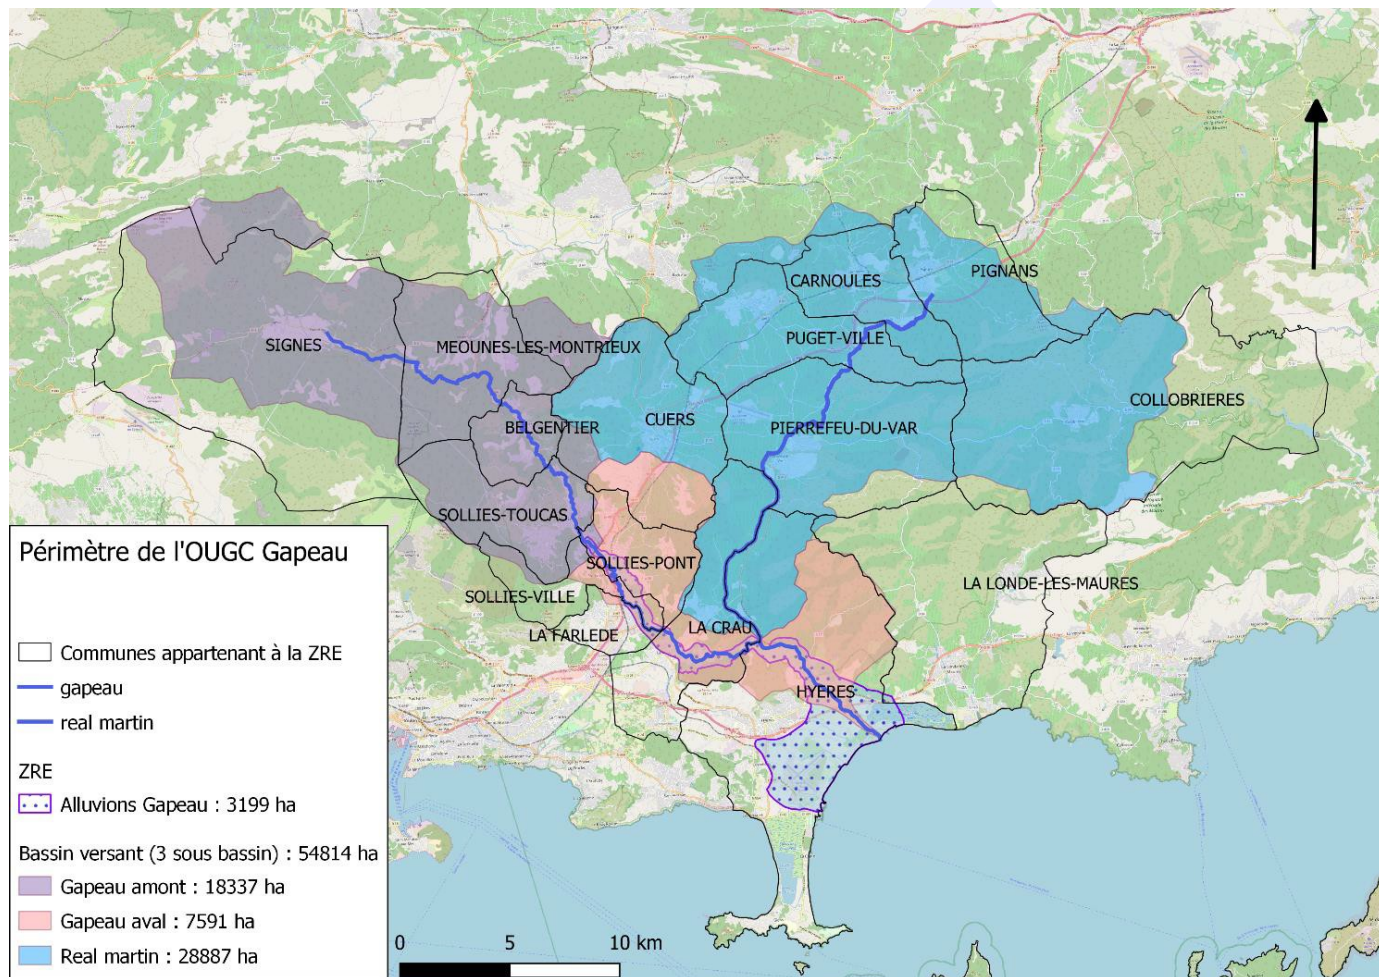 CARNOULES
PIGNANS
SIGNES
MEOUNES-LES-MONTRIEUX
PUGET-VILLE
COLLOBRIERES
BELGENTIER
CUERS
PIERREFEU-DU-VAR
SOLLIES-TOUCAS
SOLLIES-PONT
LA LONDE-LES-MAURES
SOLLIES-VILLE
LA FARLEDE
LA CRAU
HYERES
Périmètre de l'OUGC Gapeau
Communes appartenant à la ZRE
gapeau
real martin
ZRE
Alluvions Gapeau : 3199 ha
Bassin versant (3 sous bassin) : 54814 ha
Gapeau amont : 18337 ha
Gapeau aval : 7591 ha
Real martin : 28887 ha
0 5 10 km